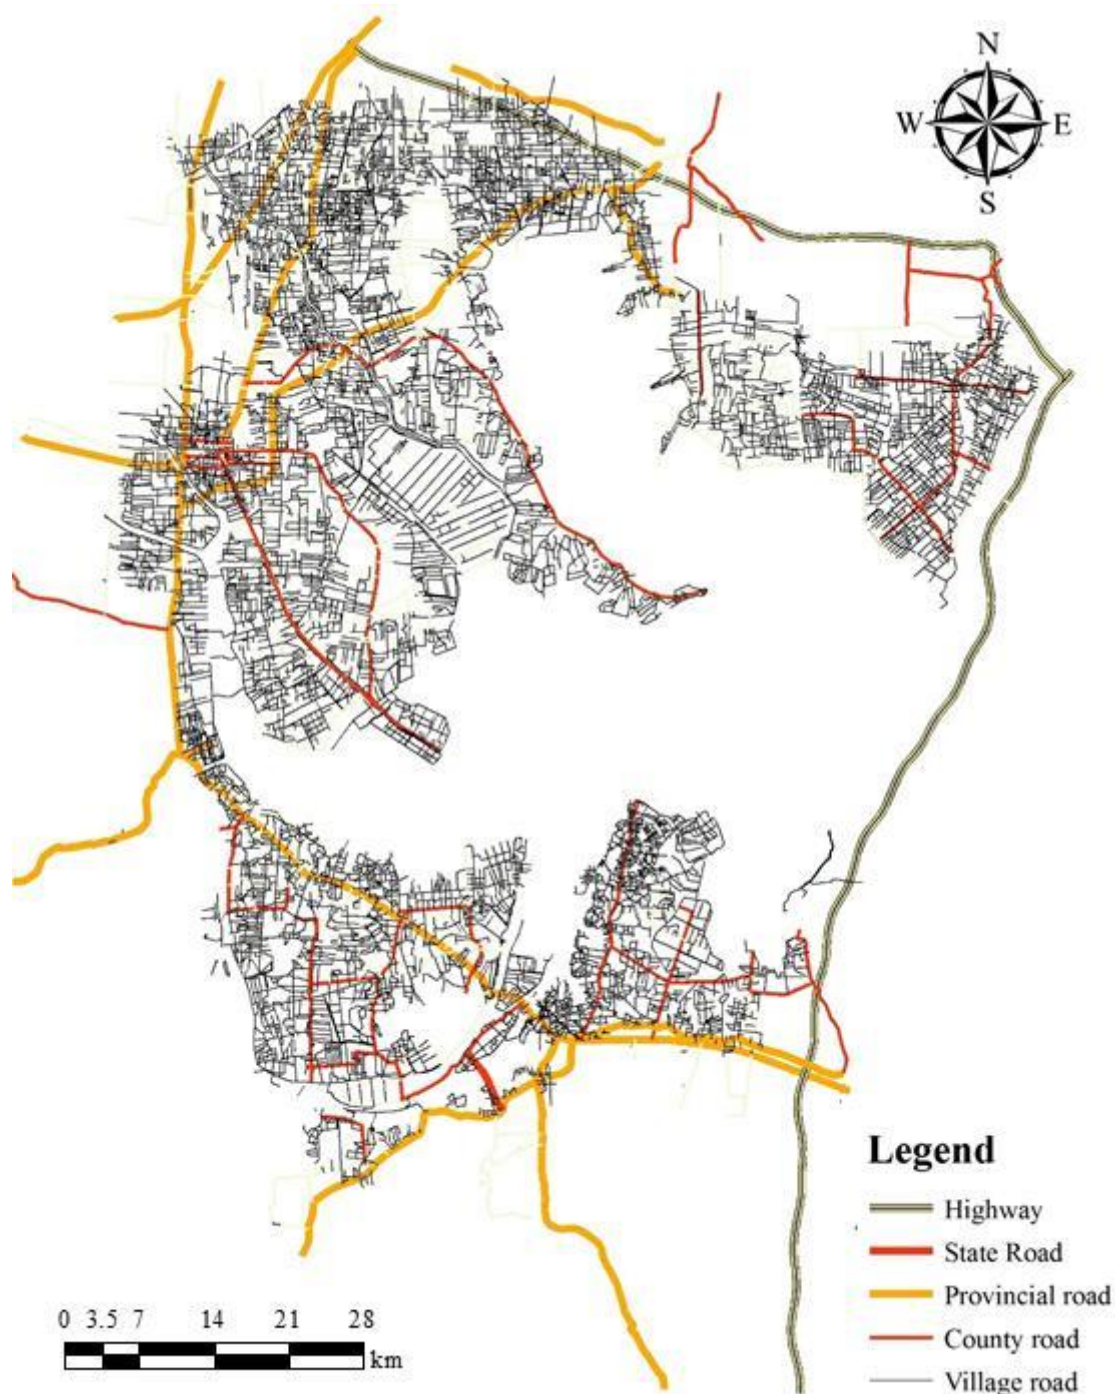 N
W E
S
Legend
Highway
State Road
Provincial road
County road
Village road
0 3.5 7 14 21 28
km